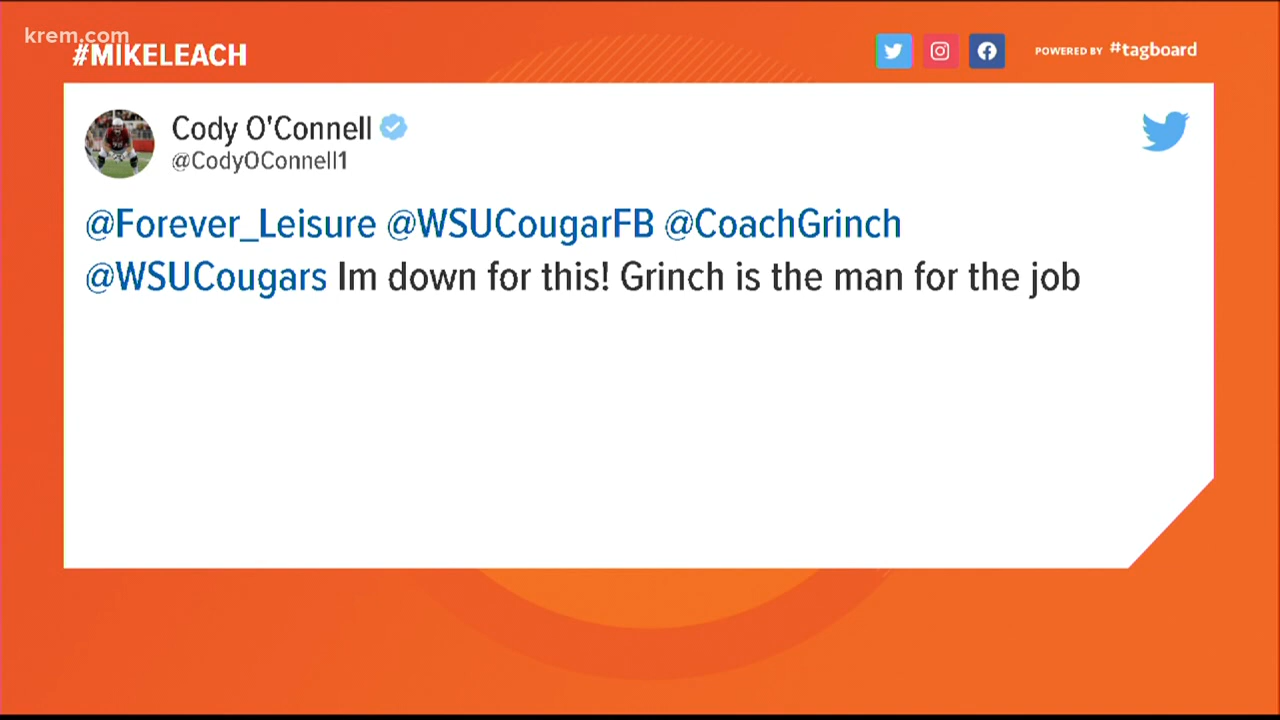 krem.com
#MIKELEACH
POWERED BY #tagboard
Cody O'Connell
@CodyOConnell1
@Forever_Leisure @WSUCougarFB @CoachGrinch
@WSUCougars Im down for this! Grinch is the man for the job